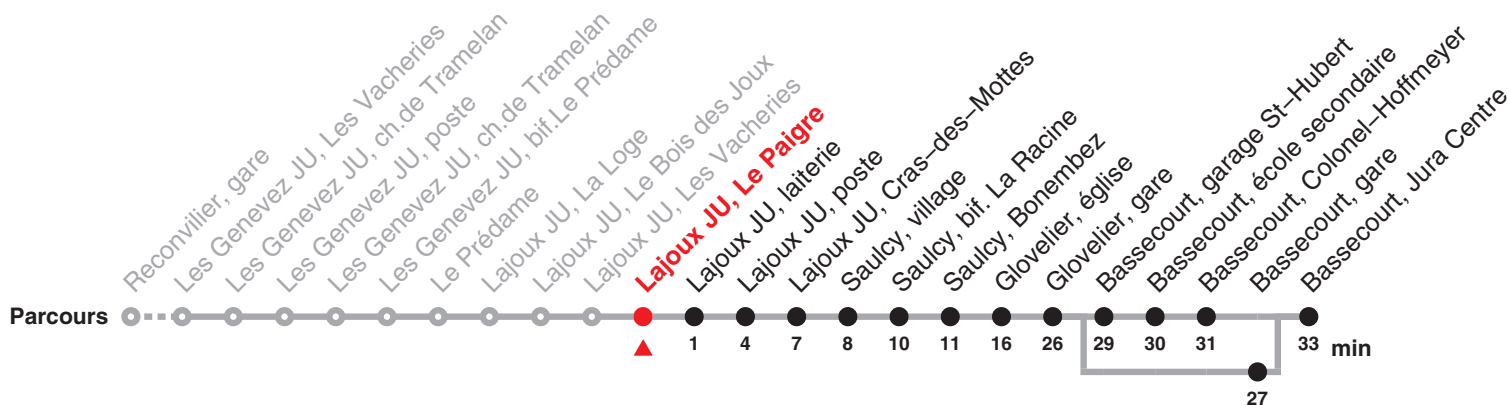 Reconvilier, gare
Les Genevez JU, Les Vacheries
Les Genevez JU, ch.de Tramelan
Les Genevez JU, poste
Les Genevez JU, ch.de Tramelan
Les Genevez JU, bif.Le Prédame
Le Prédame
Lajoux JU, La Loge
Lajoux JU, Le Bois des Joux
Lajoux JU, Les Vacheries
Lajoux JU, Le Paigre
Lajoux JU, laiterie
Lajoux JU, poste
Lajoux JU, Cras–des–Mottes
Saulcy, village
Saulcy, bif. La Racine
Saulcy, Bonembez
Glovelier, église
Glovelier, gare
Bassecourt, garage St–Hubert
Bassecourt, école secondaire
Bassecourt, Colonel–Hoffmeyer
Bassecourt, gare
Bassecourt, Jura Centre
Parcours
1 4 7 8 10 11 16 26 29 30 31 33 min
27